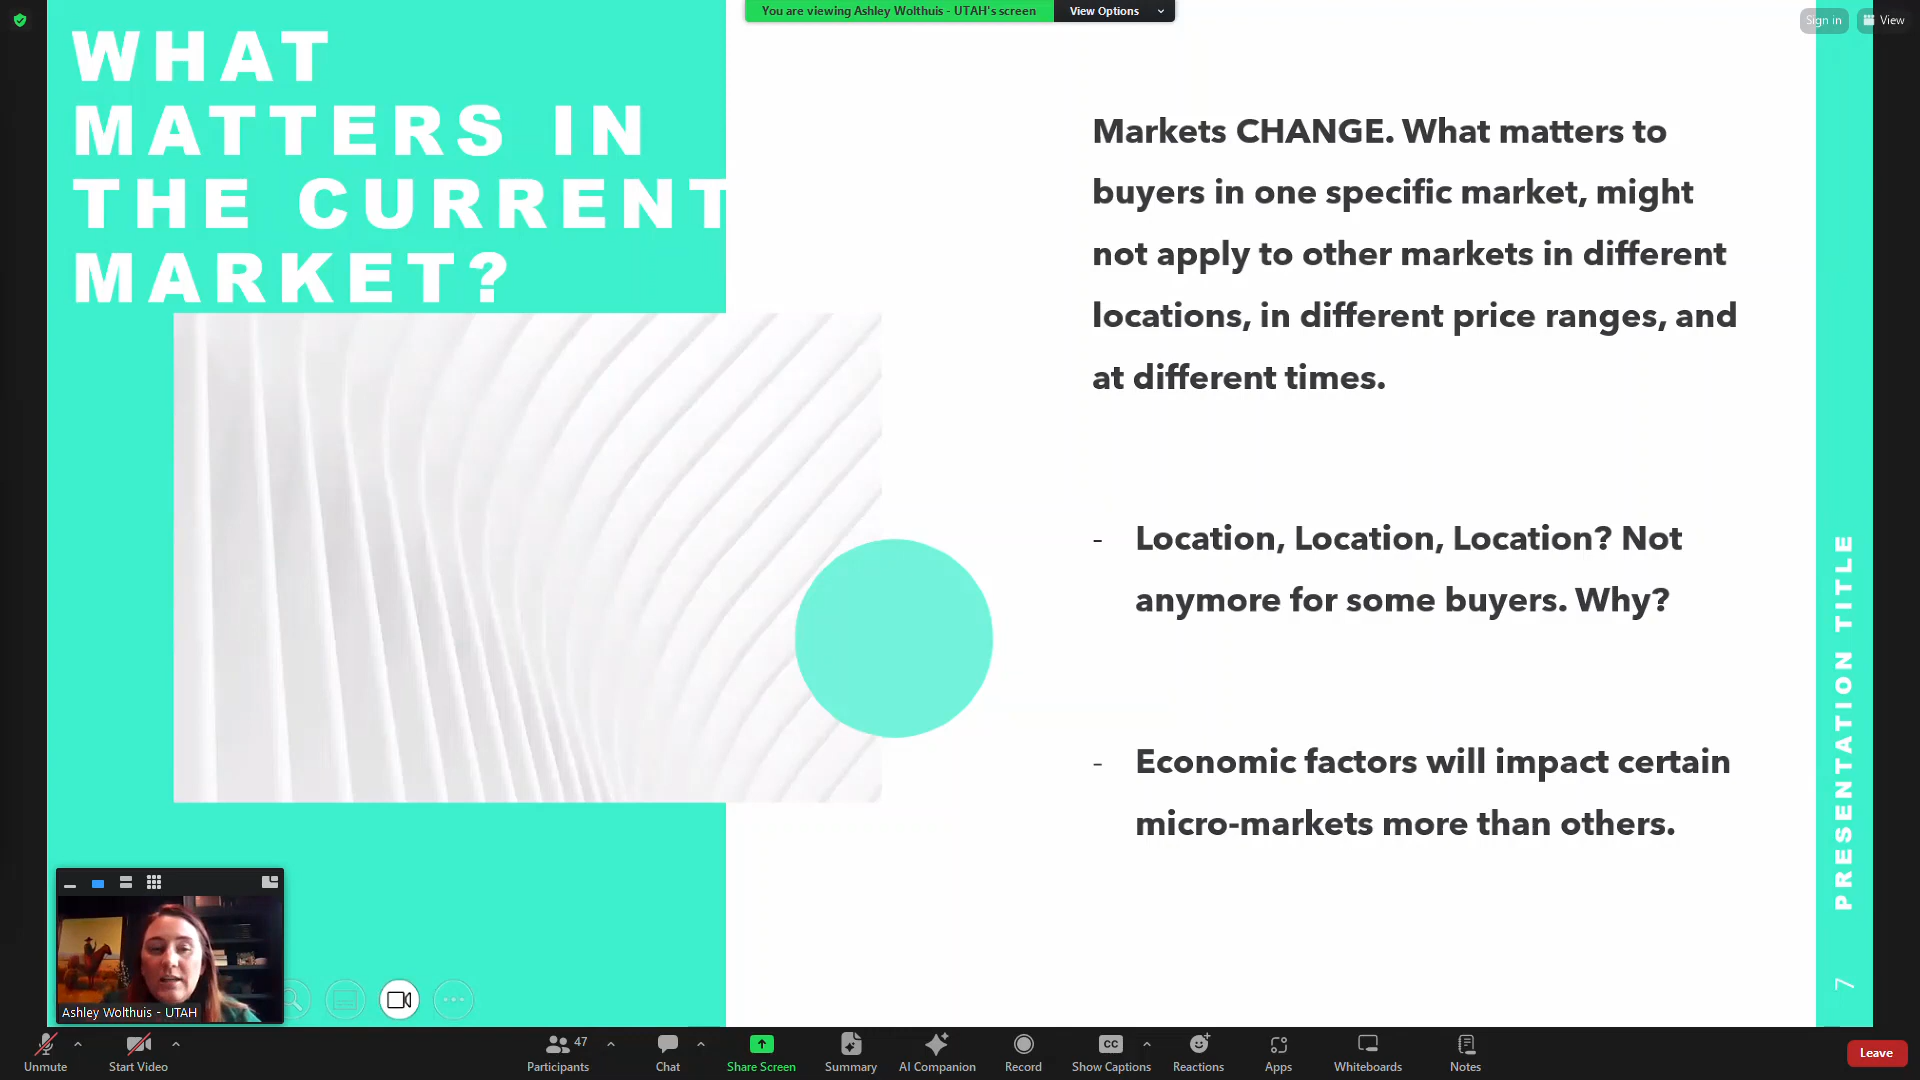 You are viewing Ashley Wolthuis - UTAH's screen
View Options
Sign in
View
WHAT
MATTERS IN
THE CURRENT
MARKET?
Markets CHANGE. What matters to
buyers in one specific market, might
not apply to other markets in different
locations, in different price ranges, and
at different times.
- Location, Location, Location? Not
anymore for some buyers. Why?
- Economic factors will impact certain
micro-markets more than others.
PRESENTATION TITLE
7
Ashley Wolthuis - UTAH
Unmute
Start Video
47
Participants
Chat
Share Screen
Summary
AI Companion
Record
CC
Show Captions
Reactions
Apps
Whiteboards
Notes
Leave